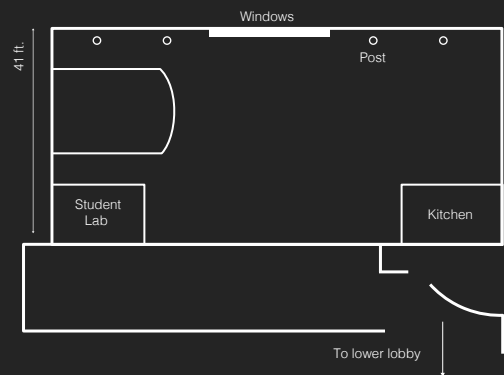 Windows
41 ft.
Post
Student
Lab
Kitchen
To lower lobby